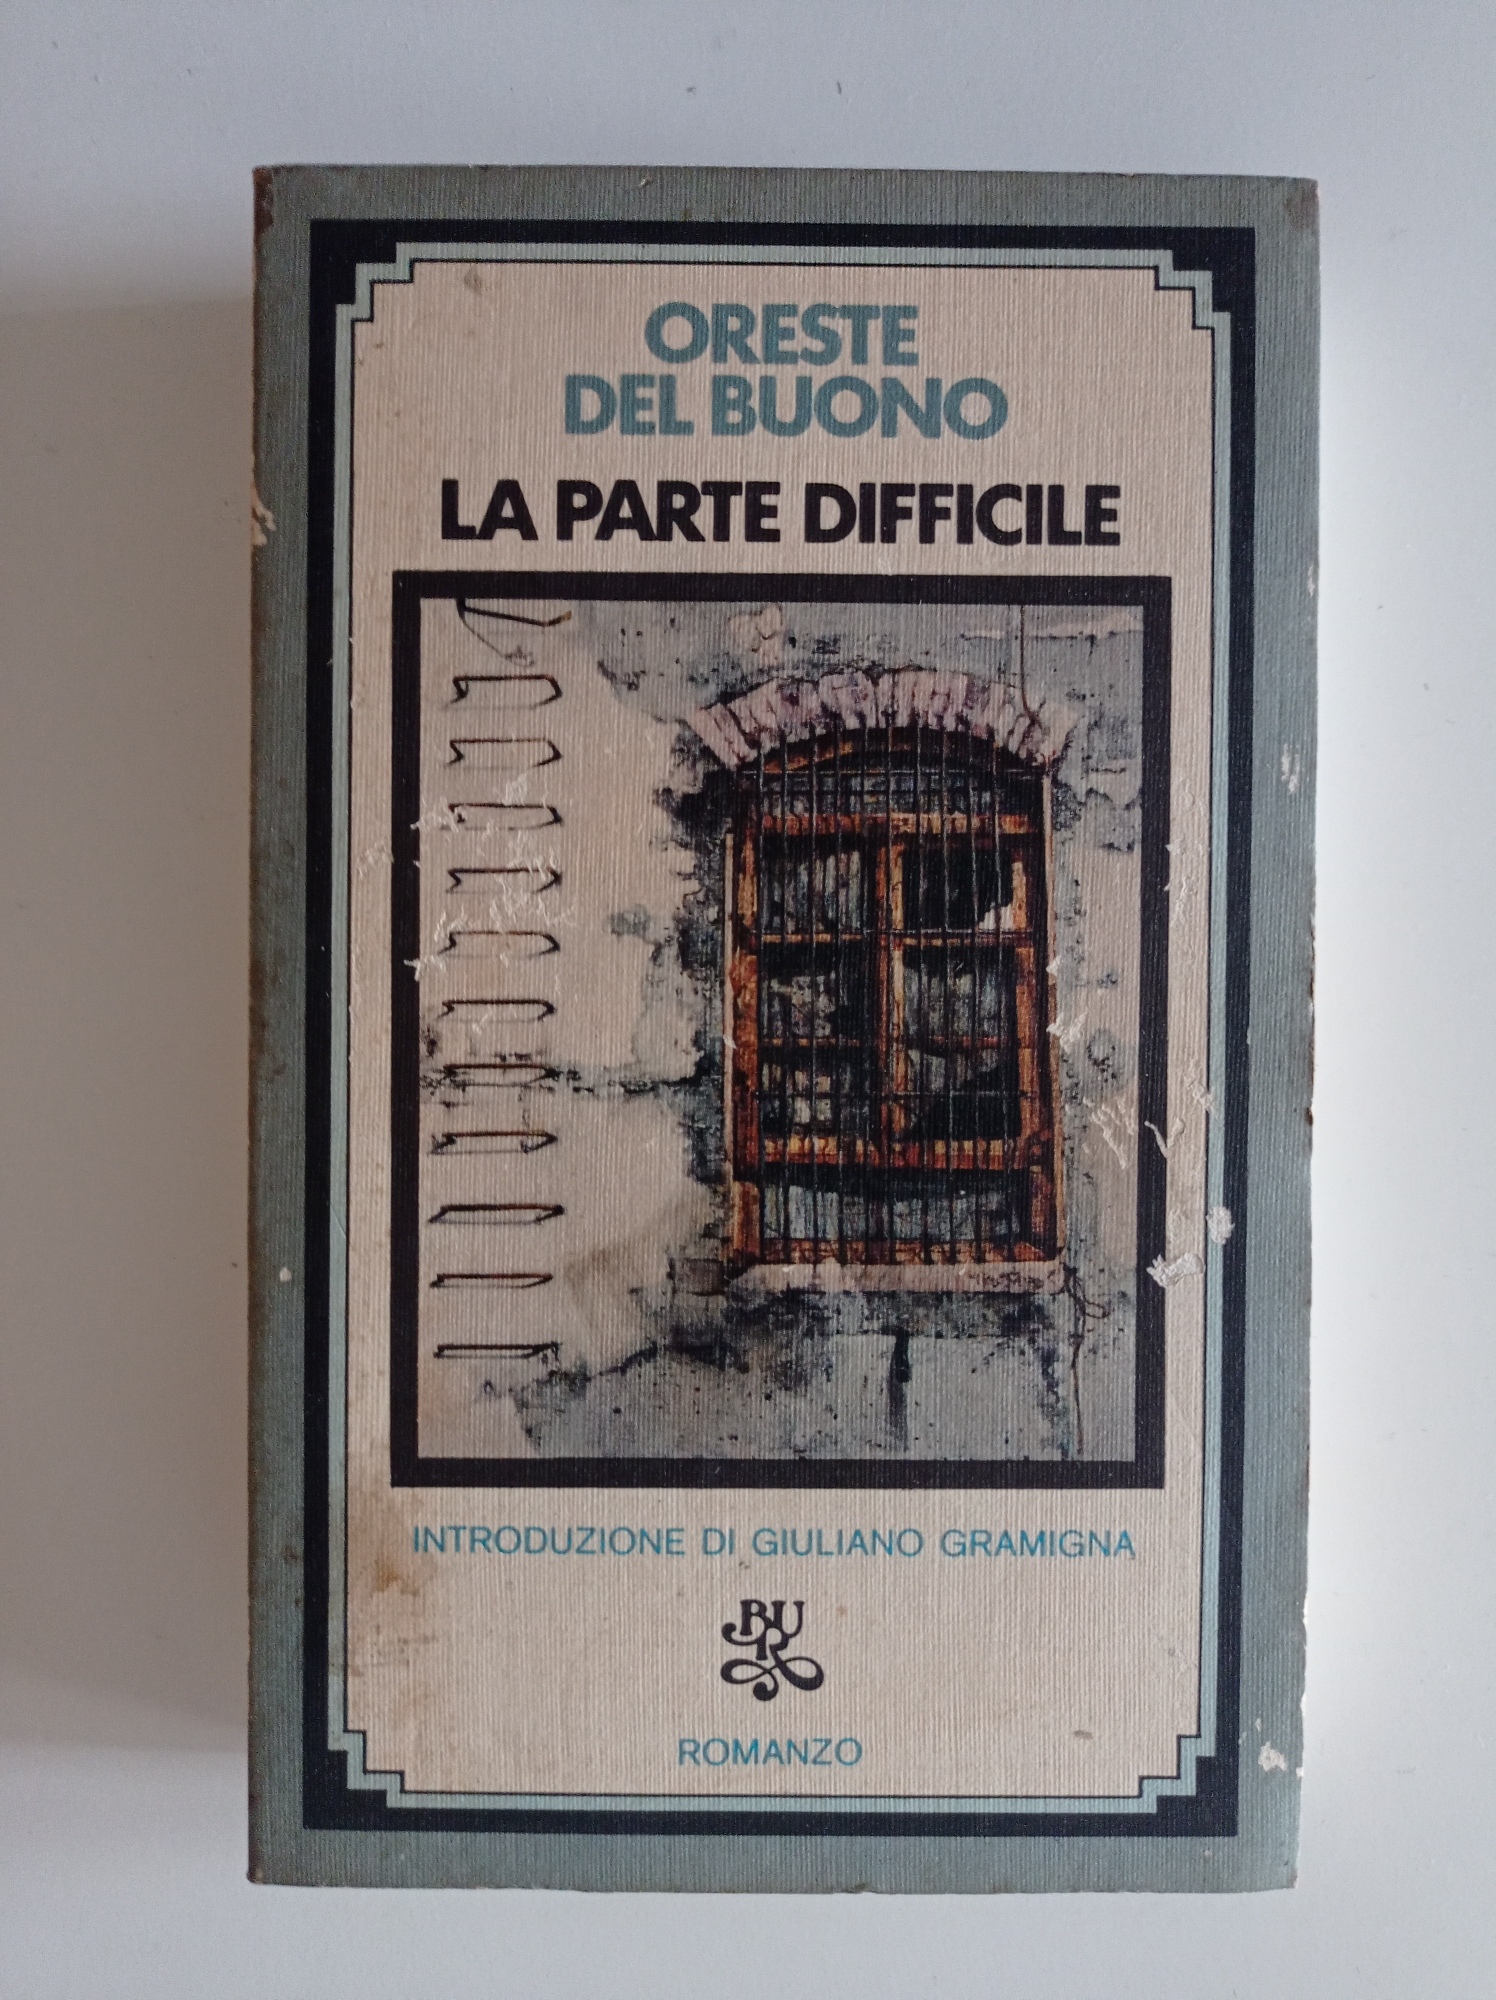 ORESTE
DEL BUONO
LA PARTE DIFFICILE
INTRODUZIONE DI GIULIANO GRAMIGNA
BUR
ROMANZO